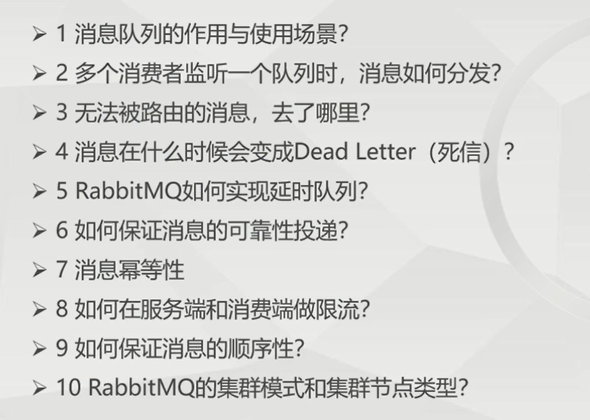 ➢ 1 消息队列的作用与使用场景?
➢ 2 多个消费者监听一个队列时，消息如何分发?
➢ 3 无法被路由的消息，去了哪里?
➢ 4 消息在什么时候会变成Dead Letter（死信）?
➢ 5 RabbitMQ如何实现延时队列?
➢ 6 如何保证消息的可靠性投递?
➢ 7 消息幂等性
➢ 8 如何在服务端和消费端做限流?
➢ 9 如何保证消息的顺序性?
➢ 10 RabbitMQ的集群模式和集群节点类型?